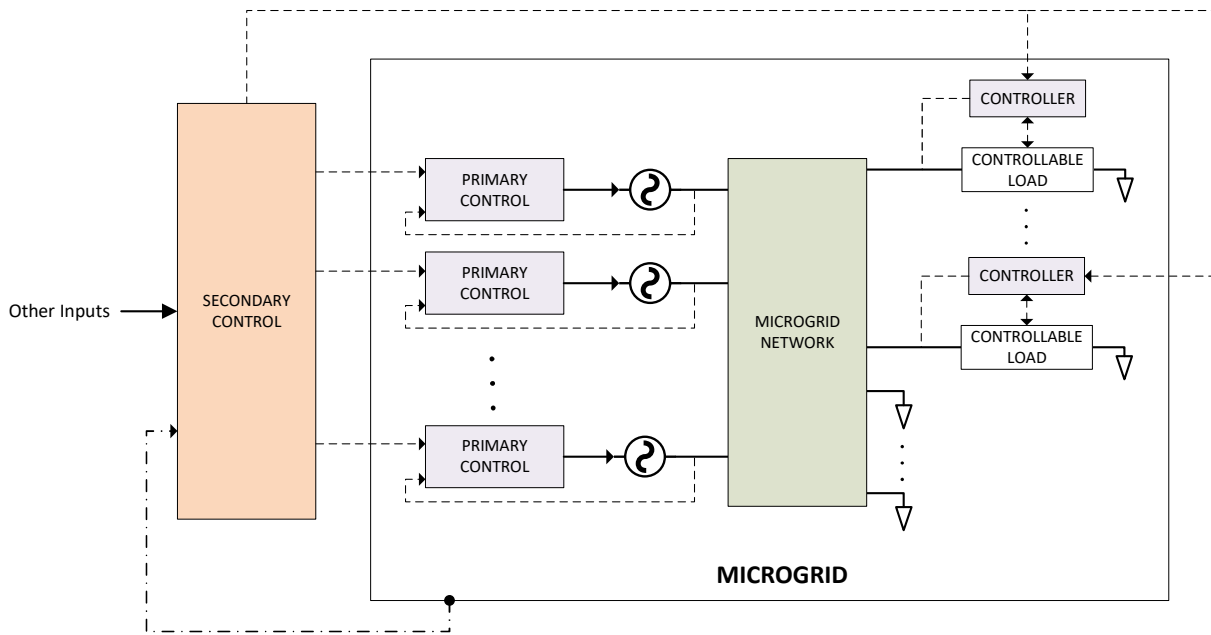 CONTROLLER
PRIMARY
CONTROL
CONTROLLABLE
LOAD
PRIMARY
CONTROL
CONTROLLER
Other Inputs
SECONDARY
CONTROL
MICROGRID
NETWORK
CONTROLLABLE
LOAD
PRIMARY
CONTROL
MICROGRID